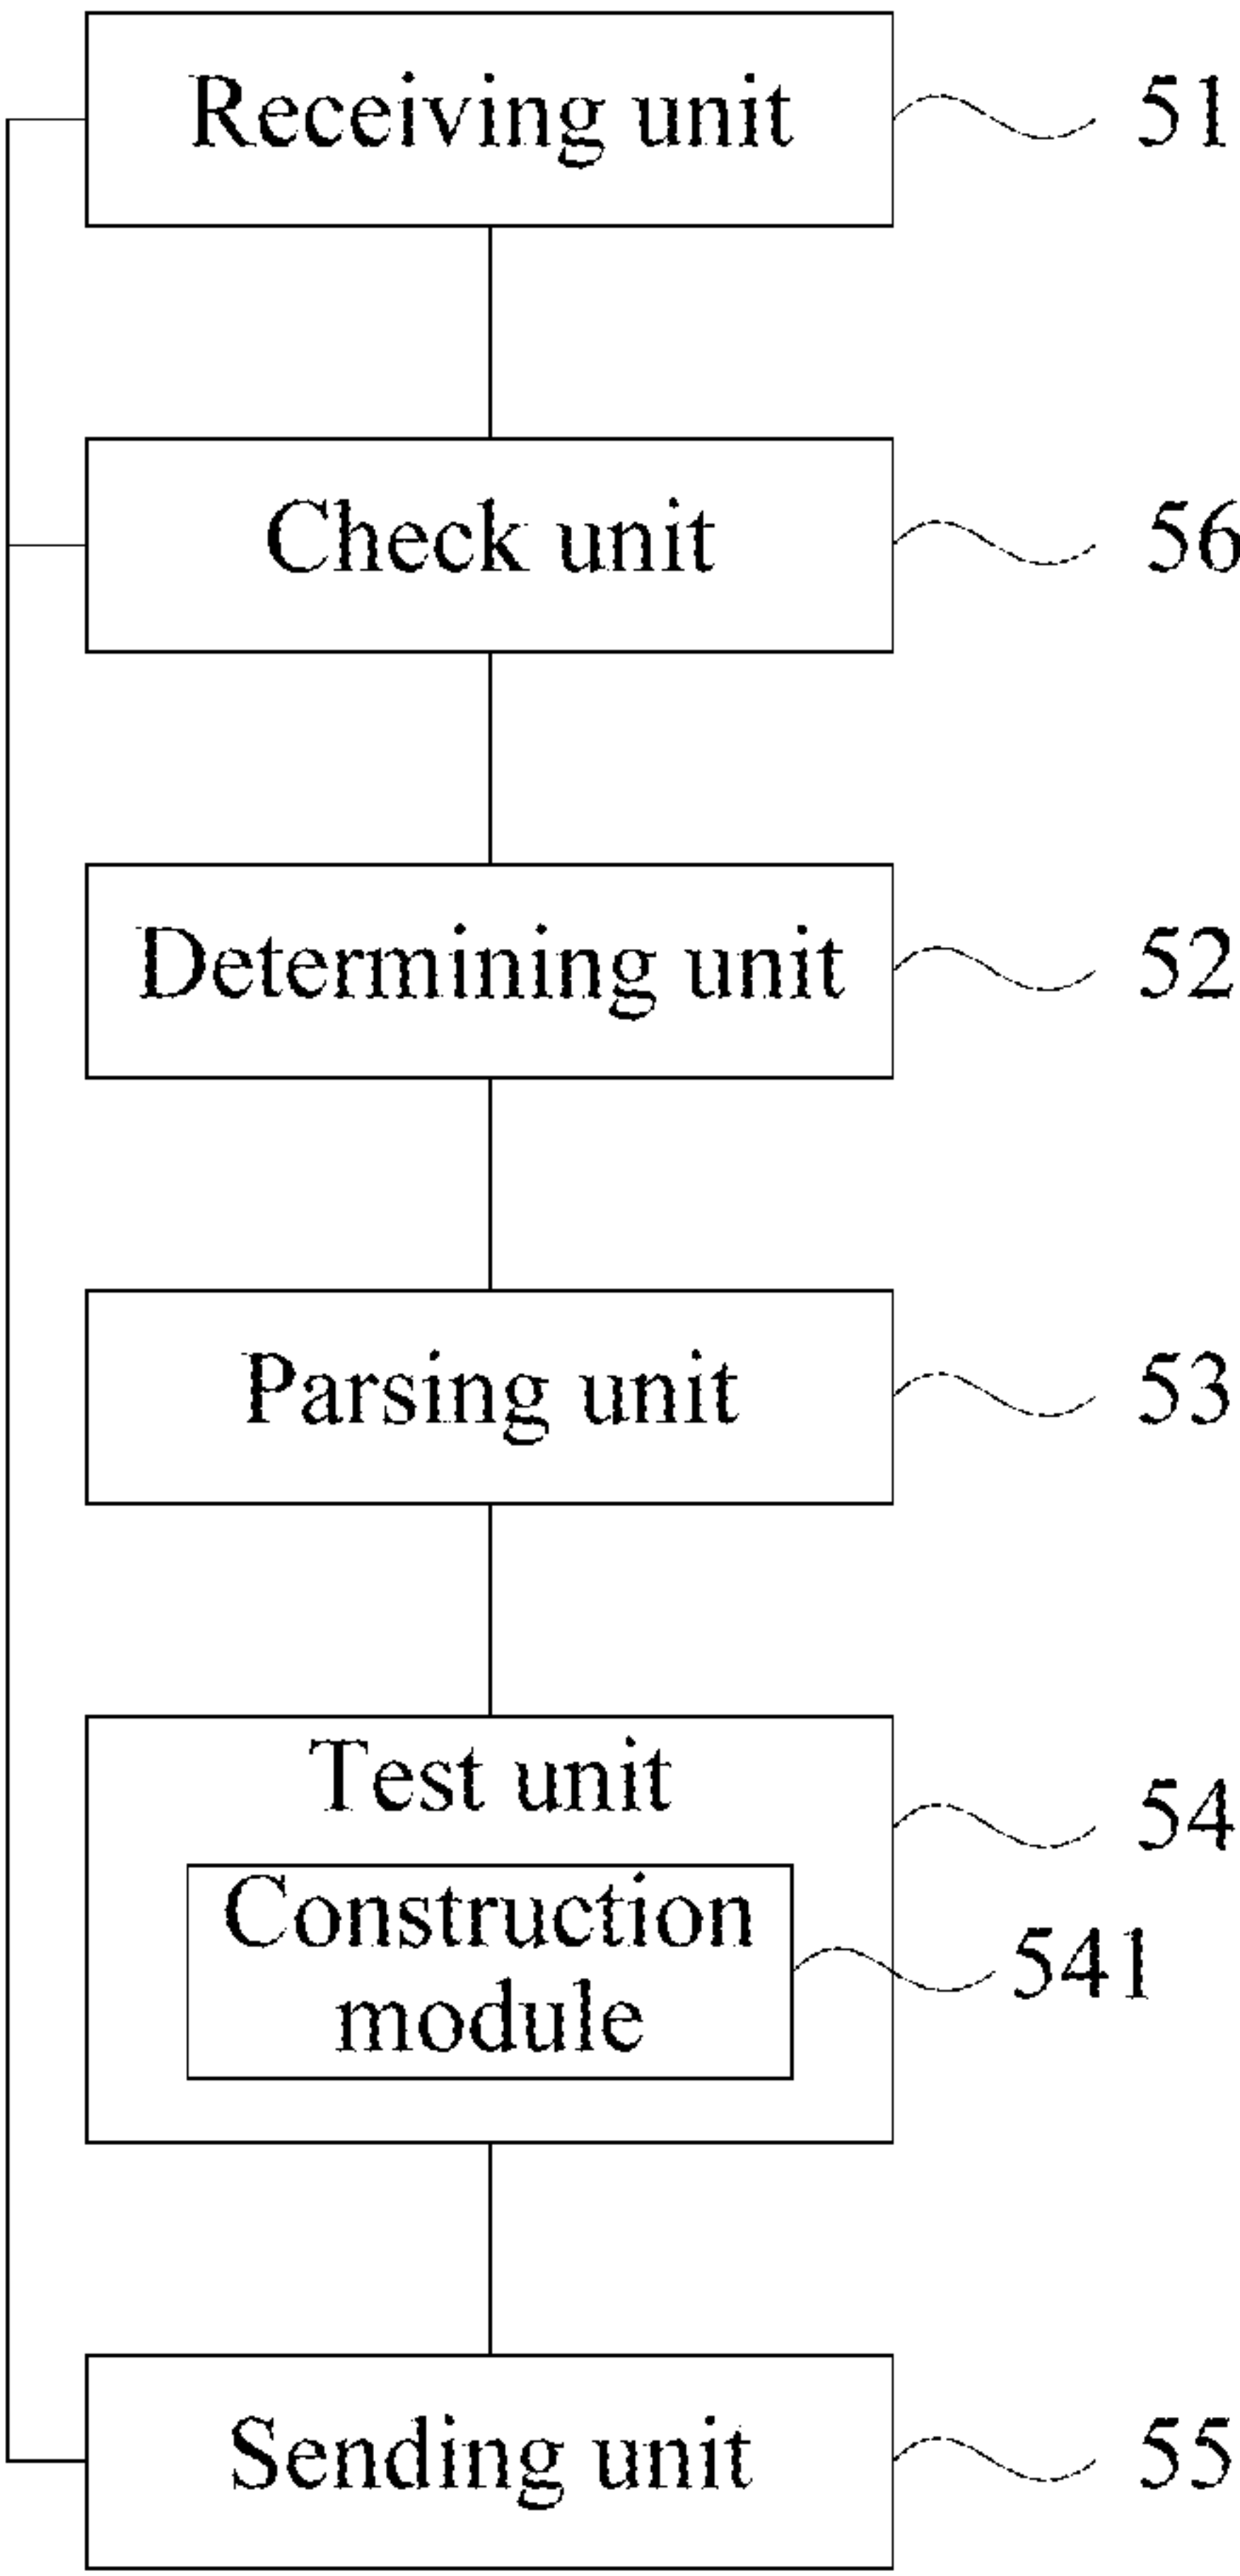 Receiving unit 51
Check unit 56
Determining unit 52
Parsing unit 53
Test unit 54
Construction
module
541
Sending unit 55